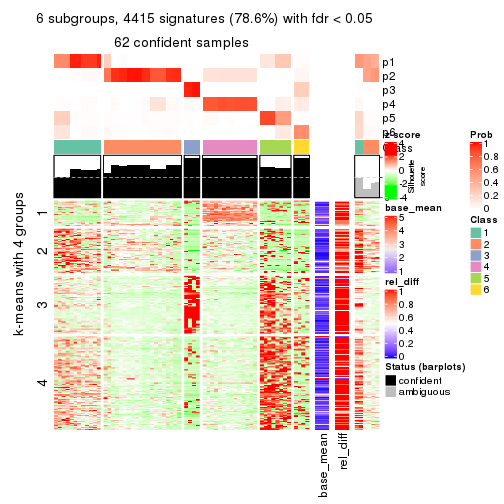 6 subgroups, 4415 signatures (78.6%) with fdr < 0.05
62 confident samples
p1
p2
p3
p4
p5
p6
Class
1
2
3
4
k-means with 4 groups
base_mean
rel_diff
z-score
4
2
0
-2
-4
Silhouette
score
base_mean
5
4
3
2
1
rel_diff
1
0.8
0.6
0.4
0.2
0
Status (barplots)
confident
ambiguous
Prob
1
0.8
0.6
0.4
0.2
0
Class
1
2
3
4
5
6